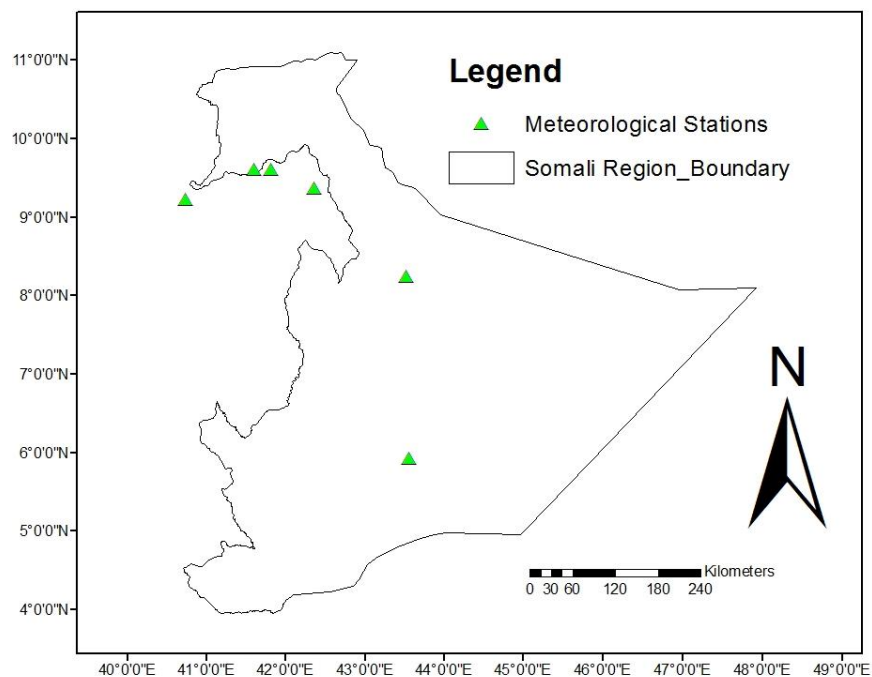 Legend
Meteorological Stations
Somali Region_Boundary
11°0'0"N
10°0'0"N
9°0'0"N
8°0'0"N
7°0'0"N
6°0'0"N
5°0'0"N
4°0'0"N
N
Kilometers
0 30 60 120 180 240
40°0'0"E 41°0'0"E 42°0'0"E 43°0'0"E 44°0'0"E 45°0'0"E 46°0'0"E 47°0'0"E 48°0'0"E 49°0'0"E